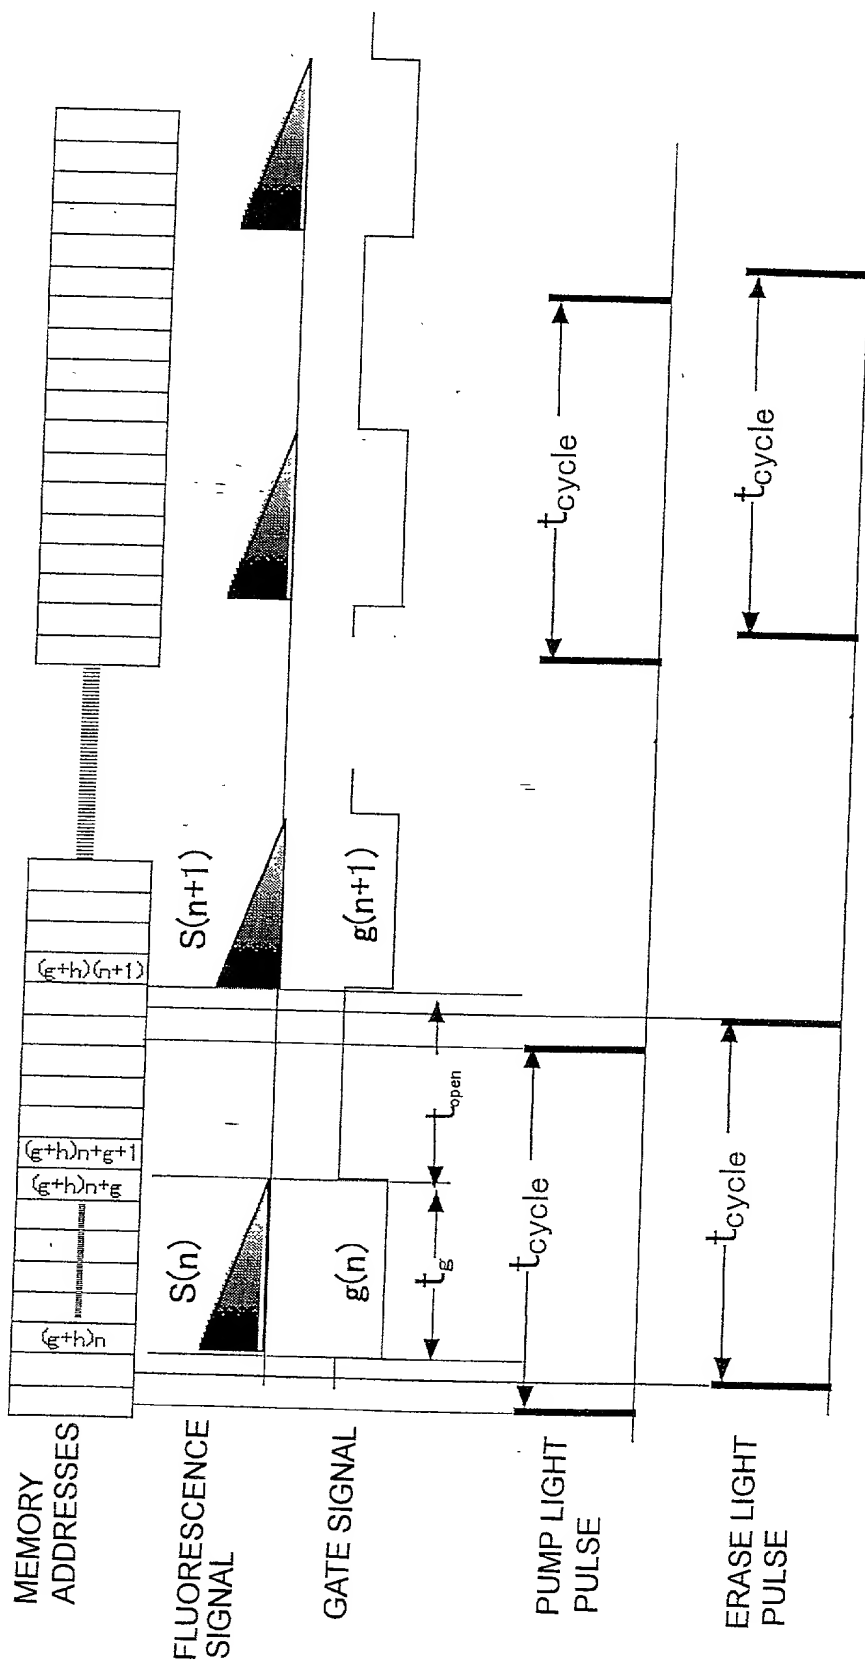 MEMORY
ADDRESSES
(g+h)n
(g+h)n+g
(g+h)n+g+1
(g+h)(n+1)
FLUORESCENCE
SIGNAL
S(n)
S(n+1)
GATE SIGNAL
g(n)
g(n+1)
tg
topen
PUMP LIGHT
PULSE
tcycle
tcycle
ERASE LIGHT
PULSE
tcycle
tcycle